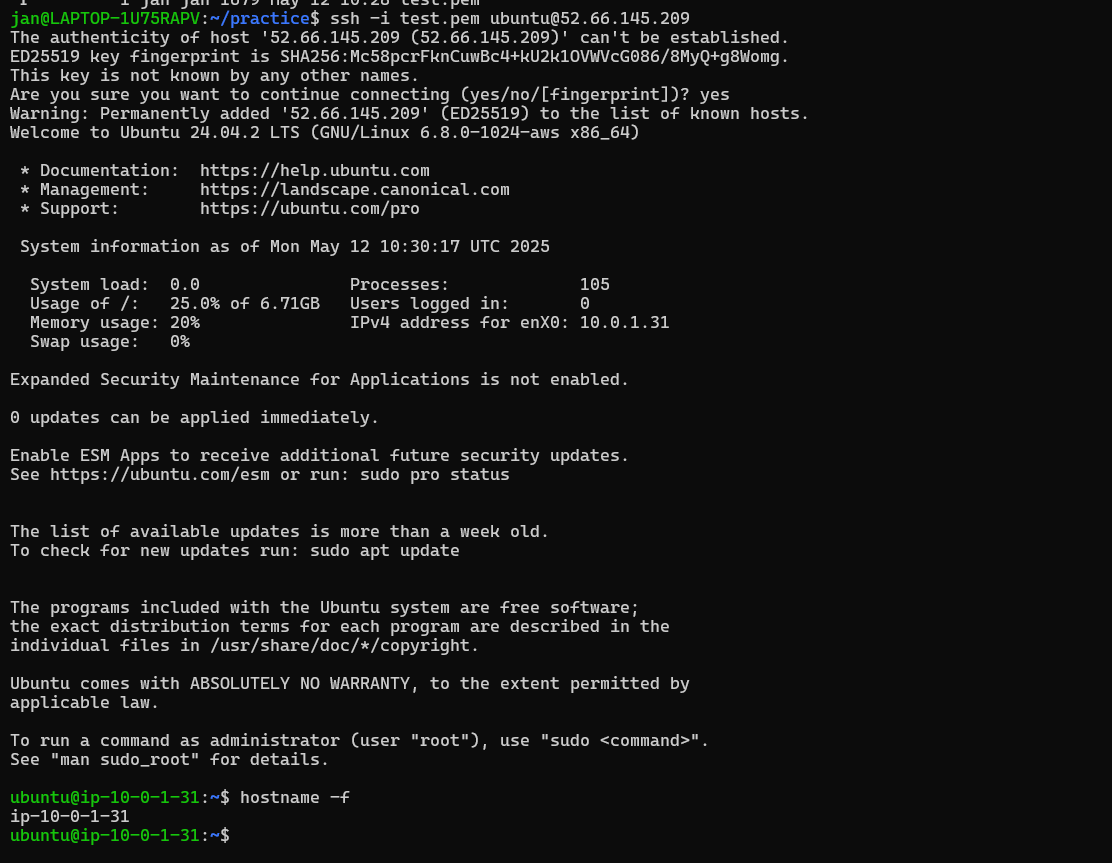 1 jan jan 1679 May 12 10:28 test.pem
jan@LAPTOP-1U75RAPV:~/practice$ ssh -i test.pem ubuntu@52.66.145.209
The authenticity of host '52.66.145.209 (52.66.145.209)' can't be established.
ED25519 key fingerprint is SHA256:Mc58pcrFknCuwBc4+kU2k1OVWVcG086/8MyQ+g8Womg.
This key is not known by any other names.
Are you sure you want to continue connecting (yes/no/[fingerprint])? yes
Warning: Permanently added '52.66.145.209' (ED25519) to the list of known hosts.
Welcome to Ubuntu 24.04.2 LTS (GNU/Linux 6.8.0-1024-aws x86_64)
* Documentation:  https://help.ubuntu.com
* Management:     https://landscape.canonical.com
* Support:        https://ubuntu.com/pro
System information as of Mon May 12 10:30:17 UTC 2025
System load:  0.0               Processes:             105
Usage of /:   25.0% of 6.71GB   Users logged in:       0
Memory usage: 20%               IPv4 address for enX0: 10.0.1.31
Swap usage:   0%
Expanded Security Maintenance for Applications is not enabled.
0 updates can be applied immediately.
Enable ESM Apps to receive additional future security updates.
See https://ubuntu.com/esm or run: sudo pro status
The list of available updates is more than a week old.
To check for new updates run: sudo apt update
The programs included with the Ubuntu system are free software;
the exact distribution terms for each program are described in the
individual files in /usr/share/doc/*/copyright.
Ubuntu comes with ABSOLUTELY NO WARRANTY, to the extent permitted by
applicable law.
To run a command as administrator (user "root"), use "sudo <command>".
See "man sudo_root" for details.
ubuntu@ip-10-0-1-31:~$ hostname -f
ip-10-0-1-31
ubuntu@ip-10-0-1-31:~$